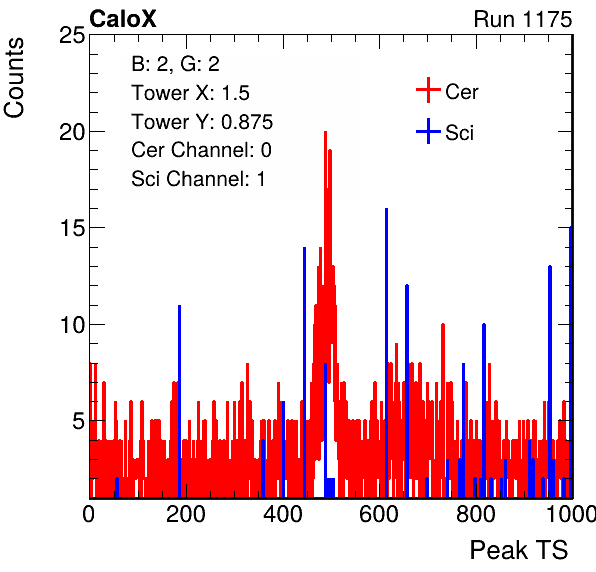 CaloX Run 1175
Counts
25
20
15
10
5
B: 2, G: 2
Tower X: 1.5
Tower Y: 0.875
Cer Channel: 0
Sci Channel: 1
Cer
Sci
0 200 400 600 800 1000
Peak TS